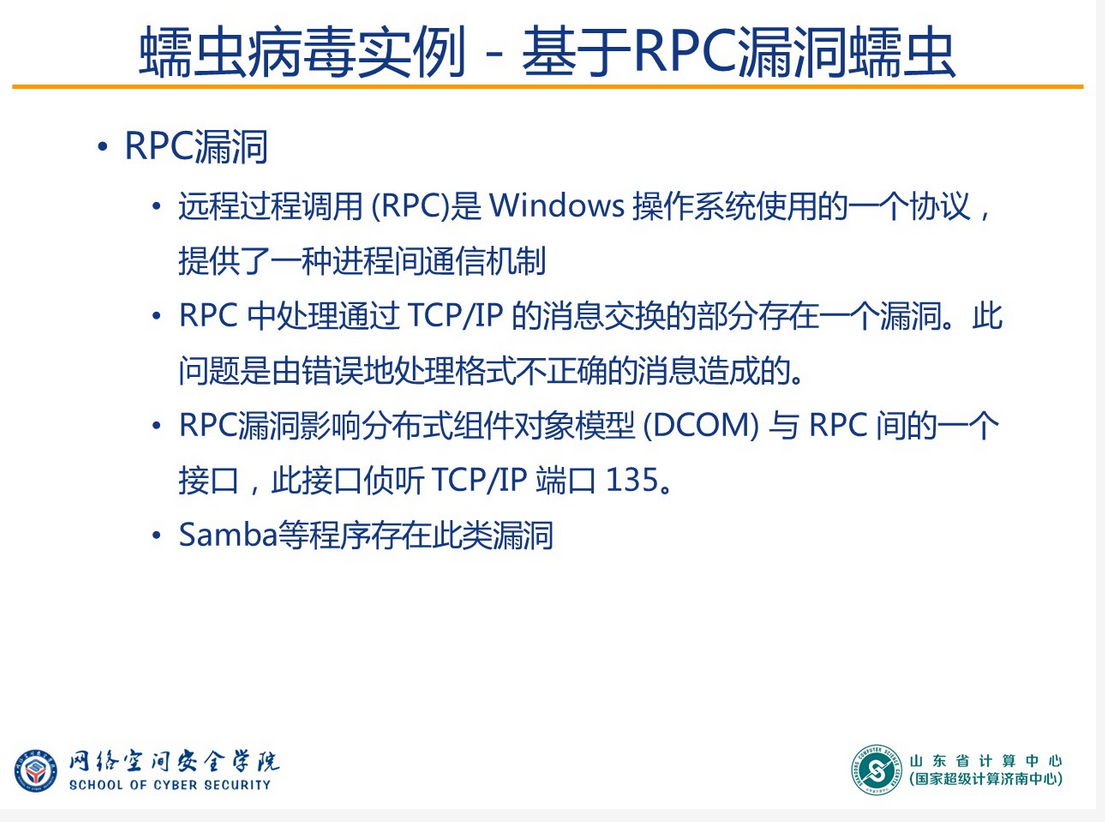 蠕虫病毒实例 - 基于RPC漏洞蠕虫
• RPC漏洞
• 远程过程调用 (RPC)是 Windows 操作系统使用的一个协议，
提供了一种进程间通信机制
• RPC 中处理通过 TCP/IP 的消息交换的部分存在一个漏洞。此
问题是由错误地处理格式不正确的消息造成的。
• RPC漏洞影响分布式组件对象模型 (DCOM) 与 RPC 间的一个
接口，此接口侦听 TCP/IP 端口 135。
• Samba等程序存在此类漏洞
网络空间安全学院
SCHOOL OF CYBER SECURITY
山东省计算中心
(国家超级计算济南中心)